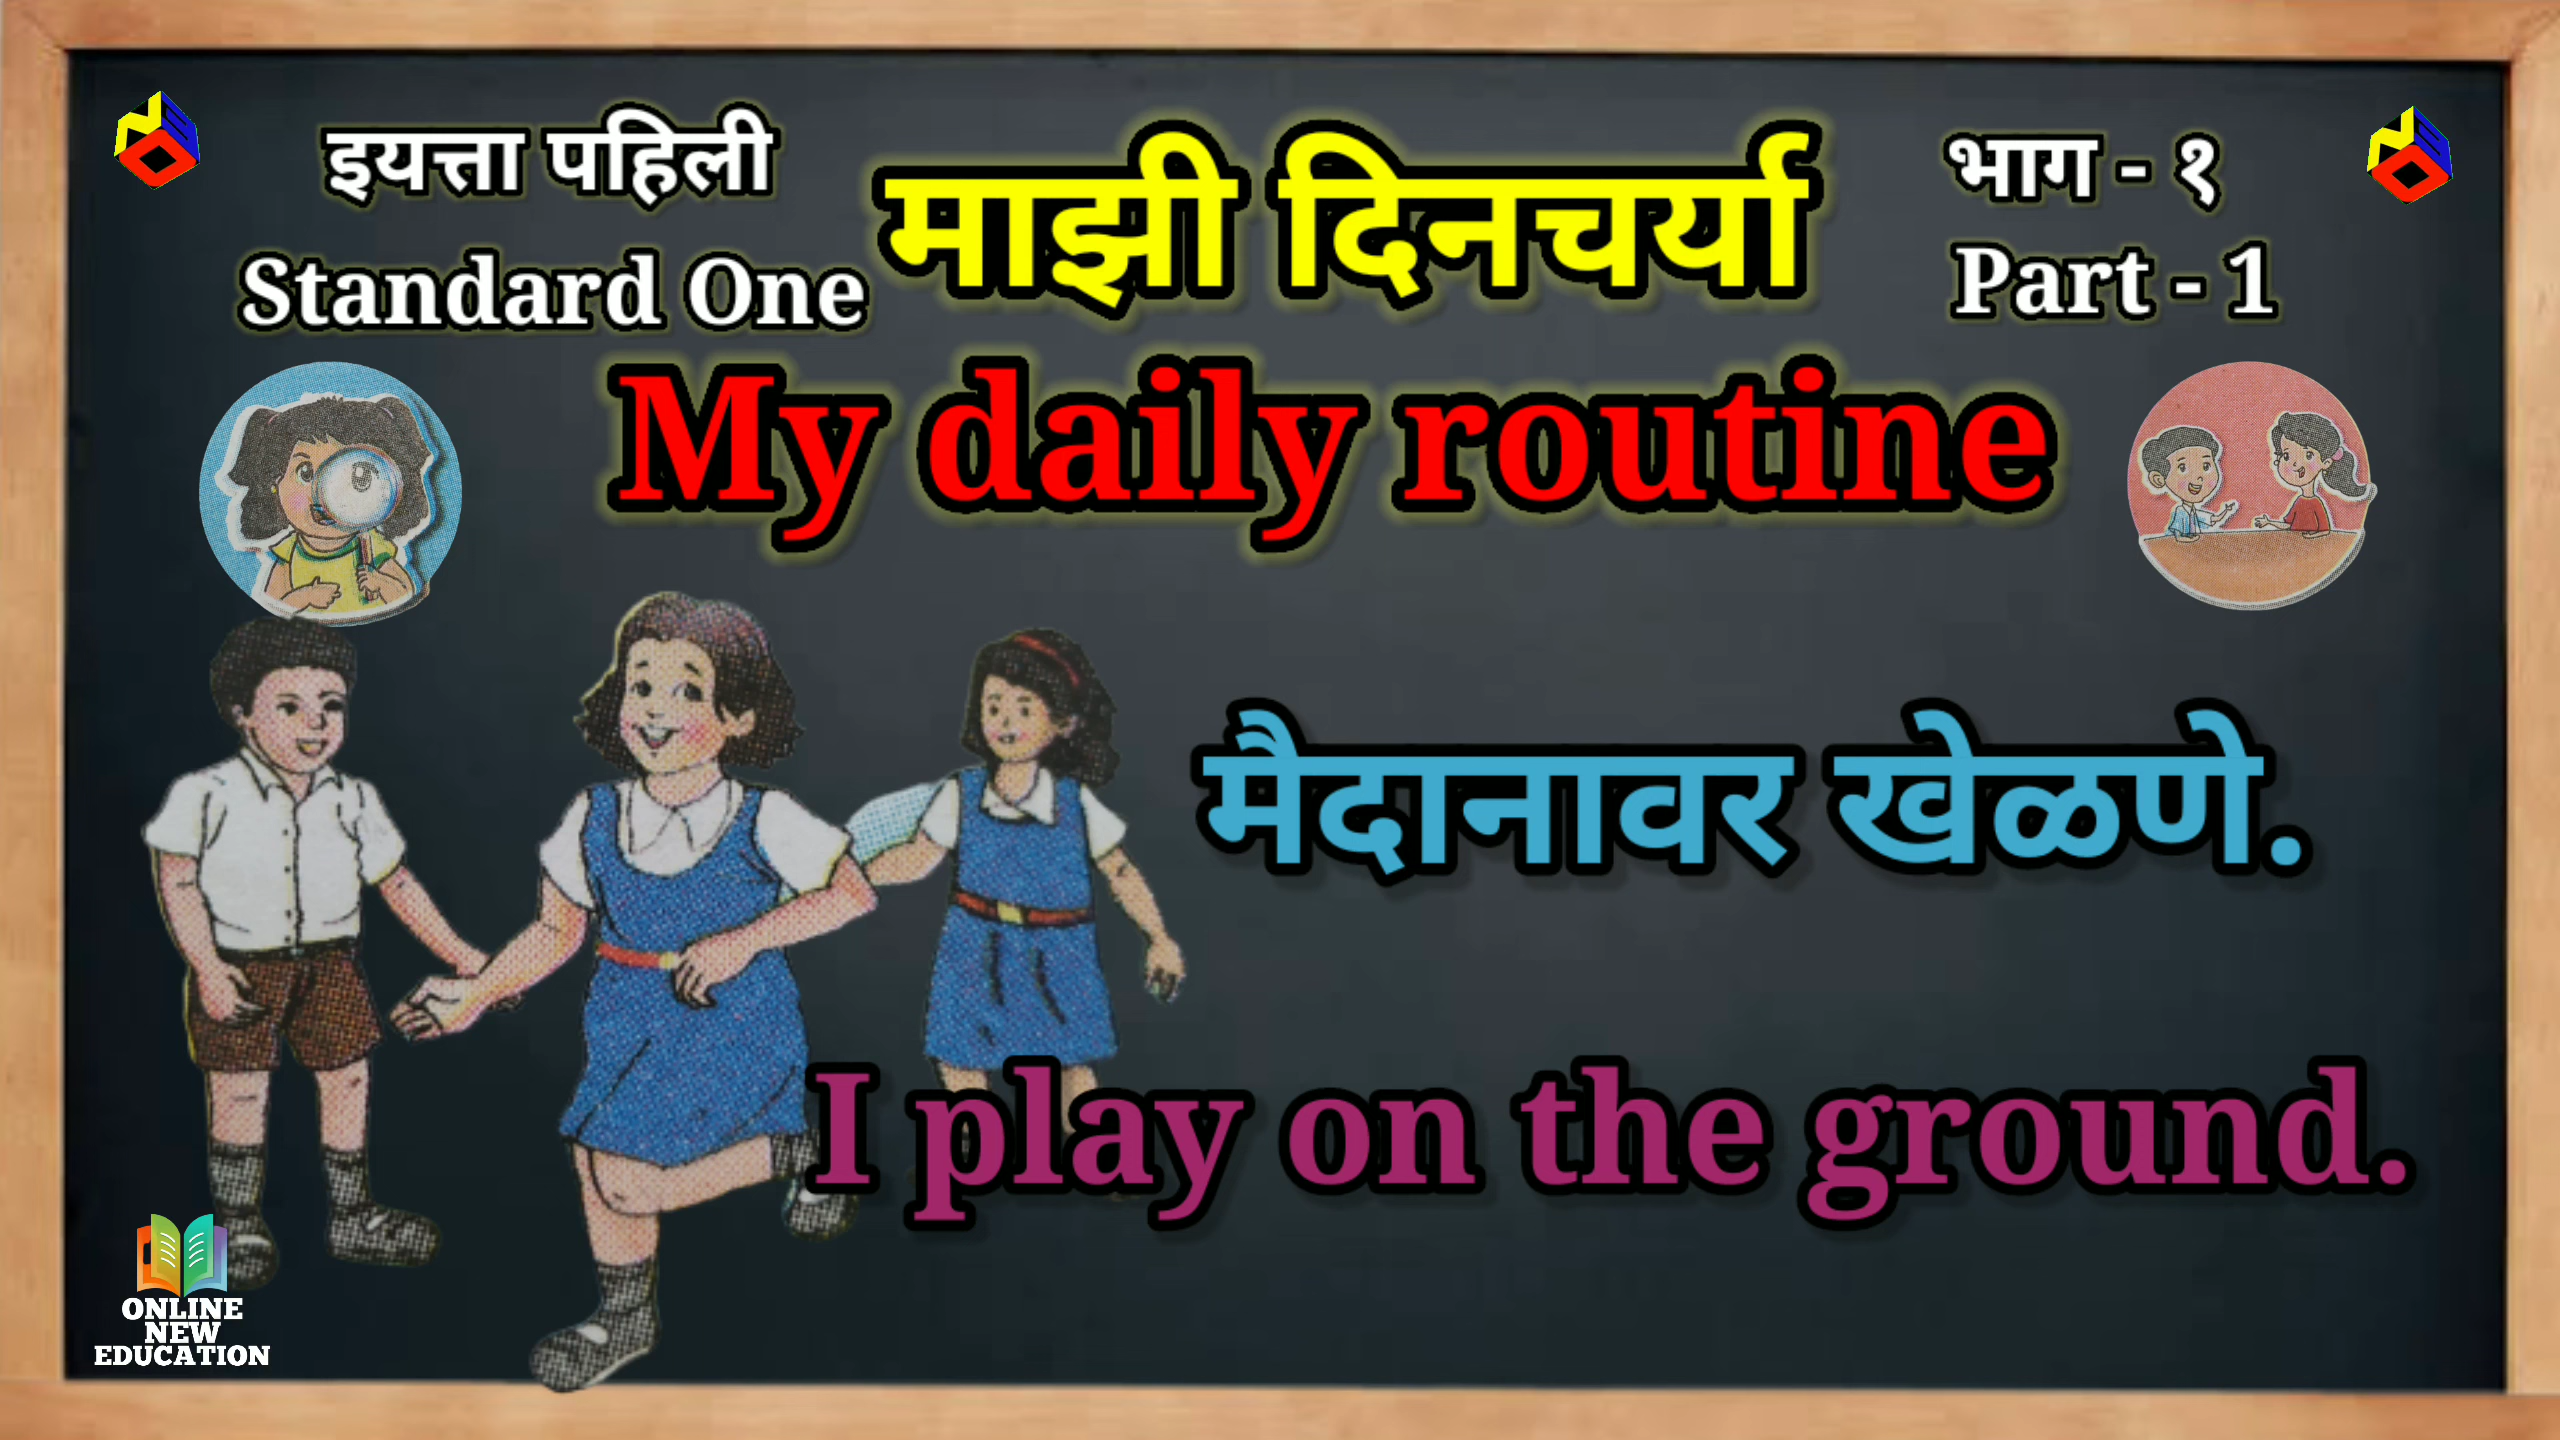 इयत्ता पहिली
Standard One
माझी दिनचर्या
भाग - १
Part - 1
My daily routine
मैदानावर खेळणे.
I play on the ground.
ONLINE
NEW
EDUCATION